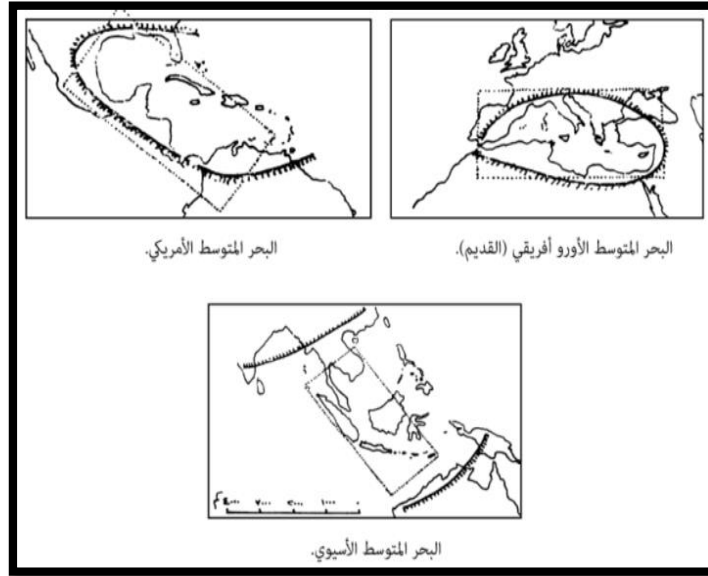 البحر المتوسط الأورو أفريقي (القديم).
البحر المتوسط الأمريكي.
البحر المتوسط الأسيوي.